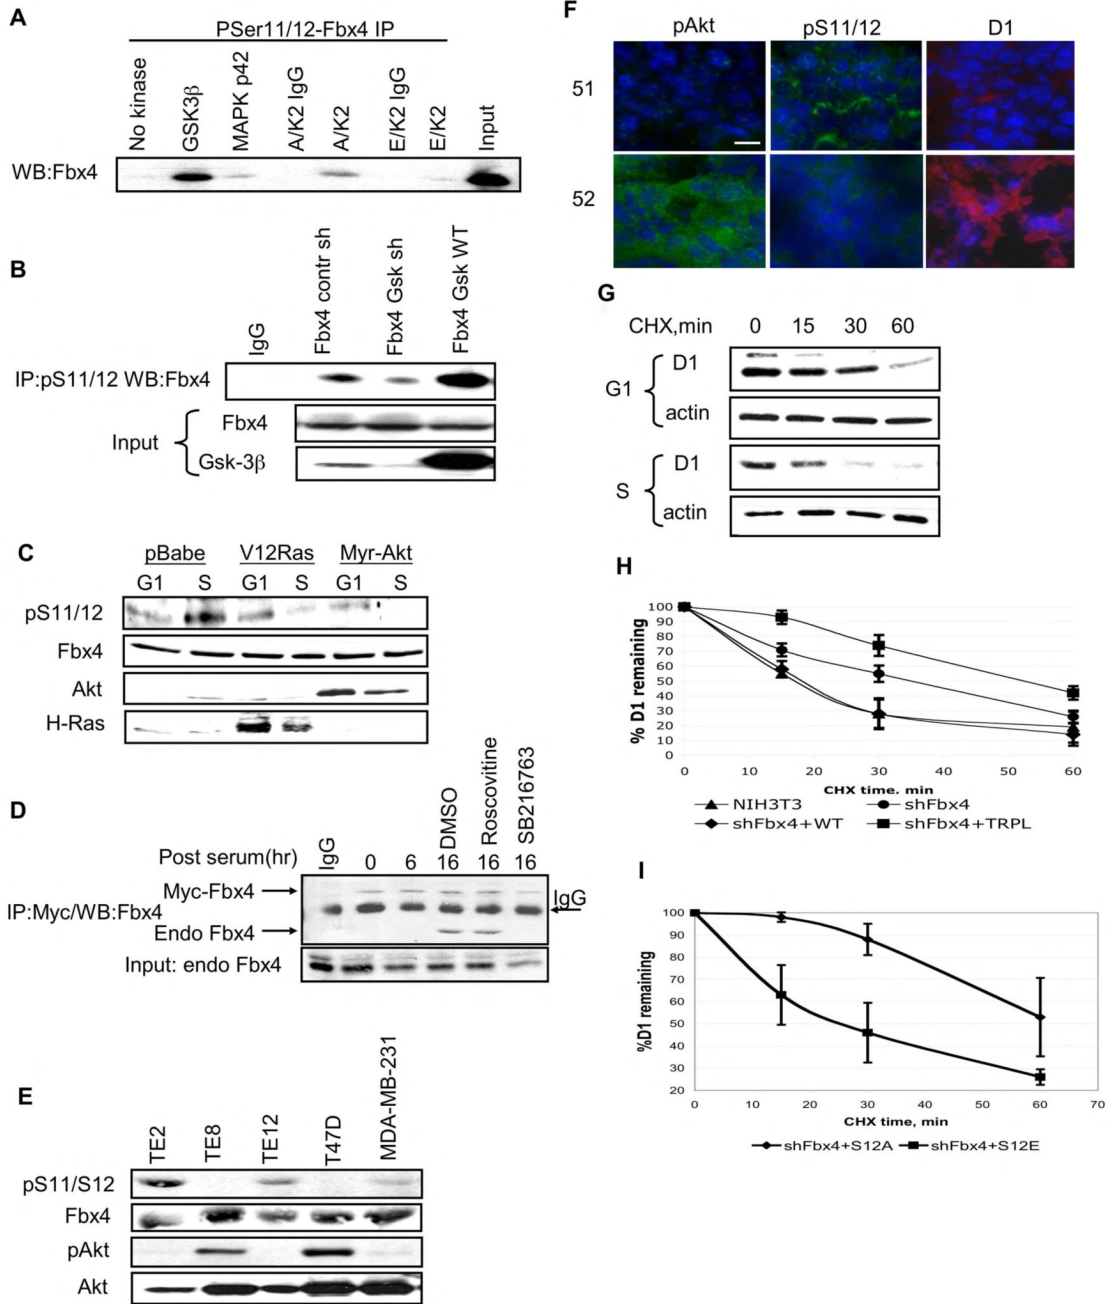 A
PSer11/12-Fbx4 IP
No kinase
GSK3β
MAPK p42
A/K2 IgG
A/K2
E/K2 IgG
E/K2
Input
WB:Fbx4
B
IgG
Fbx4 contr sh
Fbx4 Gsk sh
Fbx4 Gsk WT
IP:pS11/12 WB:Fbx4
Input
Fbx4
Gsk-3β
C
pBabe V12Ras Myr-Akt
G1 S G1 S G1 S
pS11/12
Fbx4
Akt
H-Ras
D
IgG
DMSO
Roscovitine
SB216763
Post serum(hr) 0 6 16 16 16
Myc-Fbx4
IgG
IP:Myc/WB:Fbx4
Endo Fbx4
Input: endo Fbx4
E
TE2
TE8
TE12
T47D
MDA-MB-231
pS11/S12
Fbx4
pAkt
Akt
F
pAkt pS11/12 D1
51
52
G
CHX,min 0 15 30 60
G1
D1
actin
S
D1
actin
H
% D1 remaining
100
90
80
70
60
50
40
30
20
10
0
0 10 20 30 40 50 60
CHX time, min
NIH3T3 shFbx4
shFbx4+WT shFbx4+TRPL
I
%D1 remaining
100
90
80
70
60
50
40
30
20
0 10 20 30 40 50 60 70
CHX time, min
shFbx4+S12A shFbx4+S12E